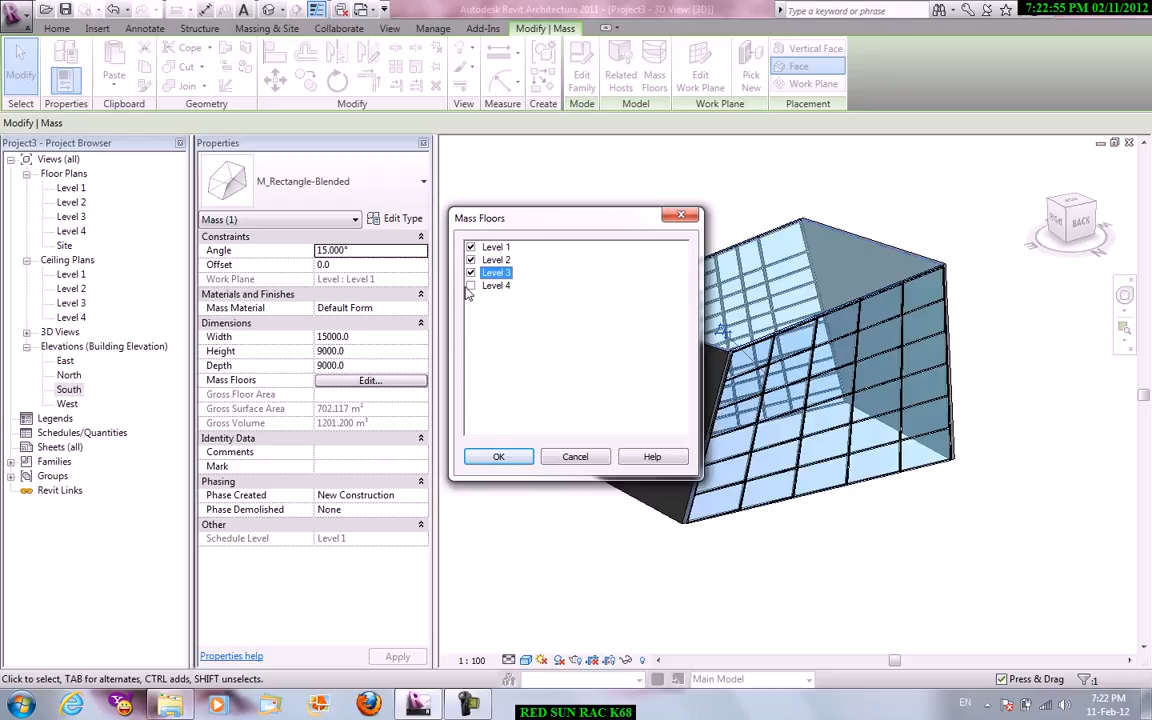 Autodesk Revit Architecture 2011 - [Project3 - 3D View: {3D}]
Type a keyword or phrase
7:22:55 PM 02/11/2012
Home Insert Annotate Structure Massing & Site Collaborate View Manage Add-Ins Modify | Mass
Modify
Paste
Cope
Cut
Join
Edit Family
Related Hosts
Mass Floors
Edit Work Plane
Pick New
Vertical Face
Face
Work Plane
Select Properties Clipboard Geometry Modify View Measure Create Mode Model Work Plane Placement
Modify | Mass
Project3 - Project Browser
Views (all)
Floor Plans
Level 1
Level 2
Level 3
Level 4
Site
Ceiling Plans
Level 1
Level 2
Level 3
Level 4
3D Views
Elevations (Building Elevation)
East
North
South
West
Legends
Schedules/Quantities
Sheets (all)
Families
Groups
Revit Links
Properties
M_Rectangle-Blended
Mass (1) Edit Type
Constraints
Angle 15.000°
Offset 0.0
Work Plane Level : Level 1
Materials and Finishes
Mass Material Default Form
Dimensions
Width 15000.0
Height 9000.0
Depth 9000.0
Mass Floors Edit...
Gross Floor Area
Gross Surface Area 702.117 m²
Gross Volume 1201.200 m³
Identity Data
Comments
Mark
Phasing
Phase Created New Construction
Phase Demolished None
Other
Schedule Level Level 1
Properties help Apply
Mass Floors
Level 1
Level 2
Level 3
Level 4
OK Cancel Help
BACK
1 : 100
Click to select, TAB for alternates, CTRL adds, SHIFT unselects.
Main Model
Press & Drag
:1
EN
7:22 PM
11-Feb-12
RED SUN RAC K68